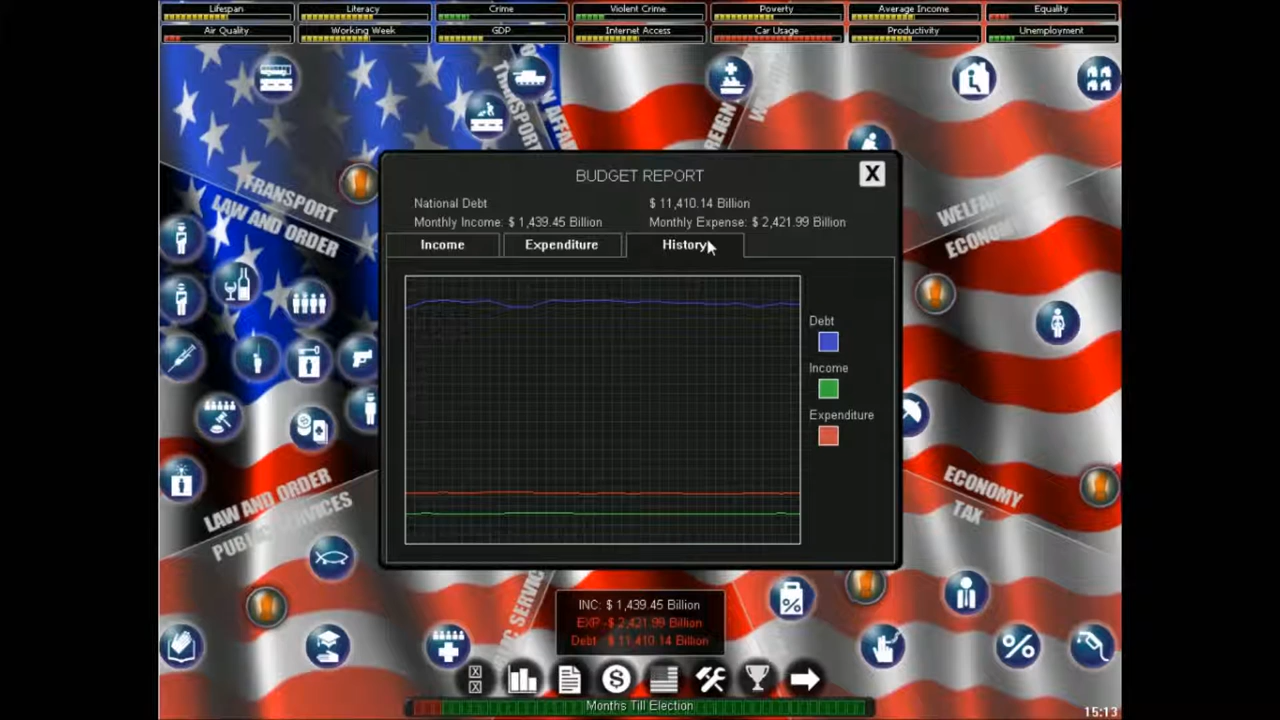 Lifespan
Literacy
Crime
Violent Crime
Poverty
Average Income
Equality
Air Quality
Working Week
GDP
Internet Access
Car Usage
Productivity
Unemployment
TRANSPORT
TRANSPORT
LAW AND ORDER
ECONOMY
BUDGET REPORT
X
National Debt
$ 11,410.14 Billion
Monthly Income: $ 1,439.45 Billion
Monthly Expense: $ 2,421.99 Billion
Income
Expenditure
History
Debt
Income
Expenditure
LAW AND ORDER
ECONOMY
TAX
INC: $ 1,439.45 Billion
EXP -$ 2,421.99 Billion
Debt -$ 11,410.14 Billion
Months Till Election
15:13